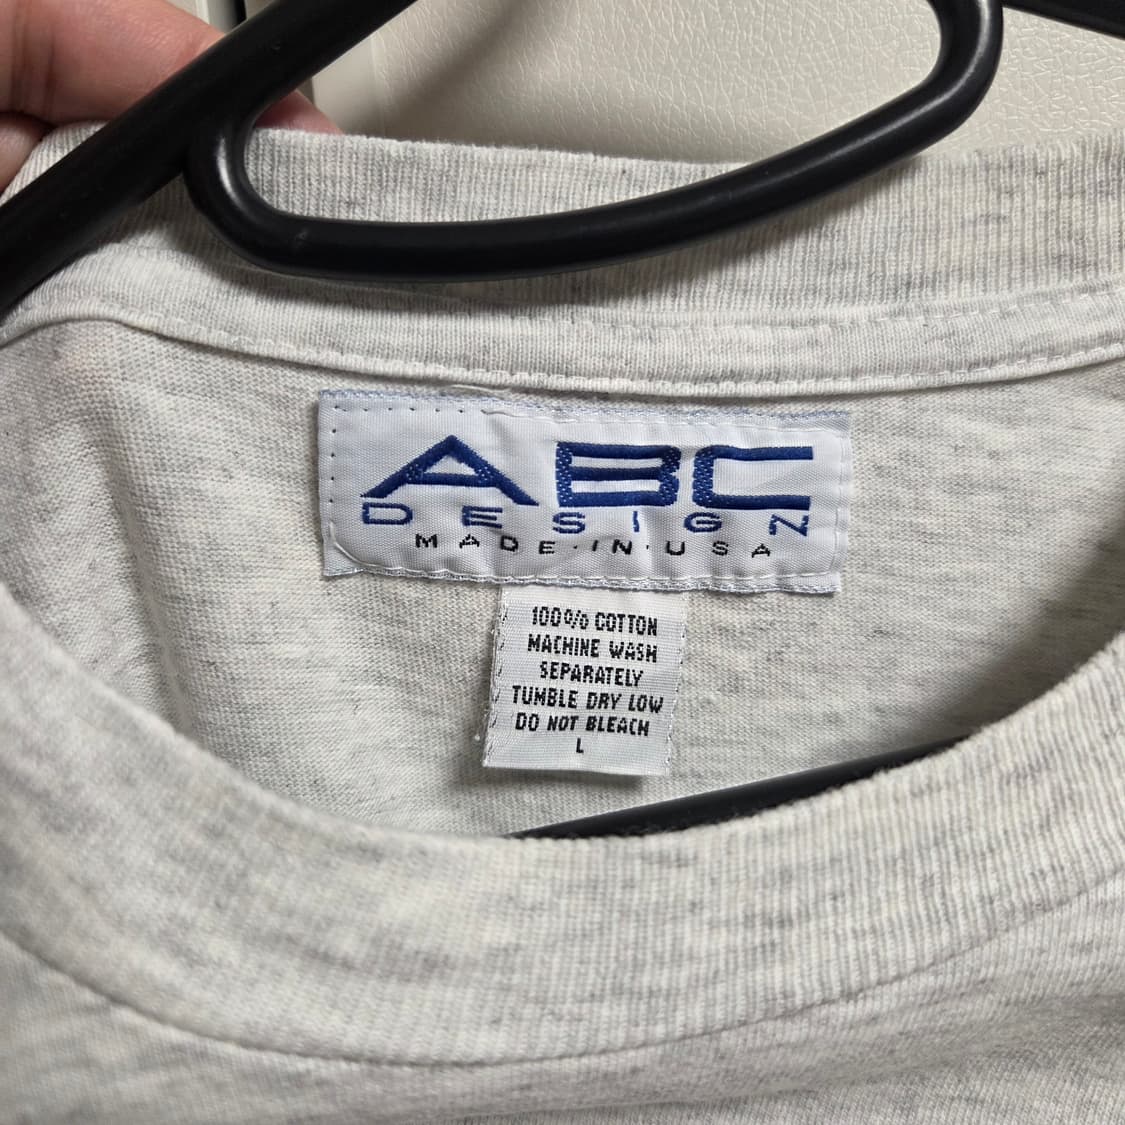 ABC
DESIGN
MADE·IN·USA
100% COTTON
MACHINE WASH
SEPARATELY
TUMBLE DRY LOW
DO NOT BLEACH
L